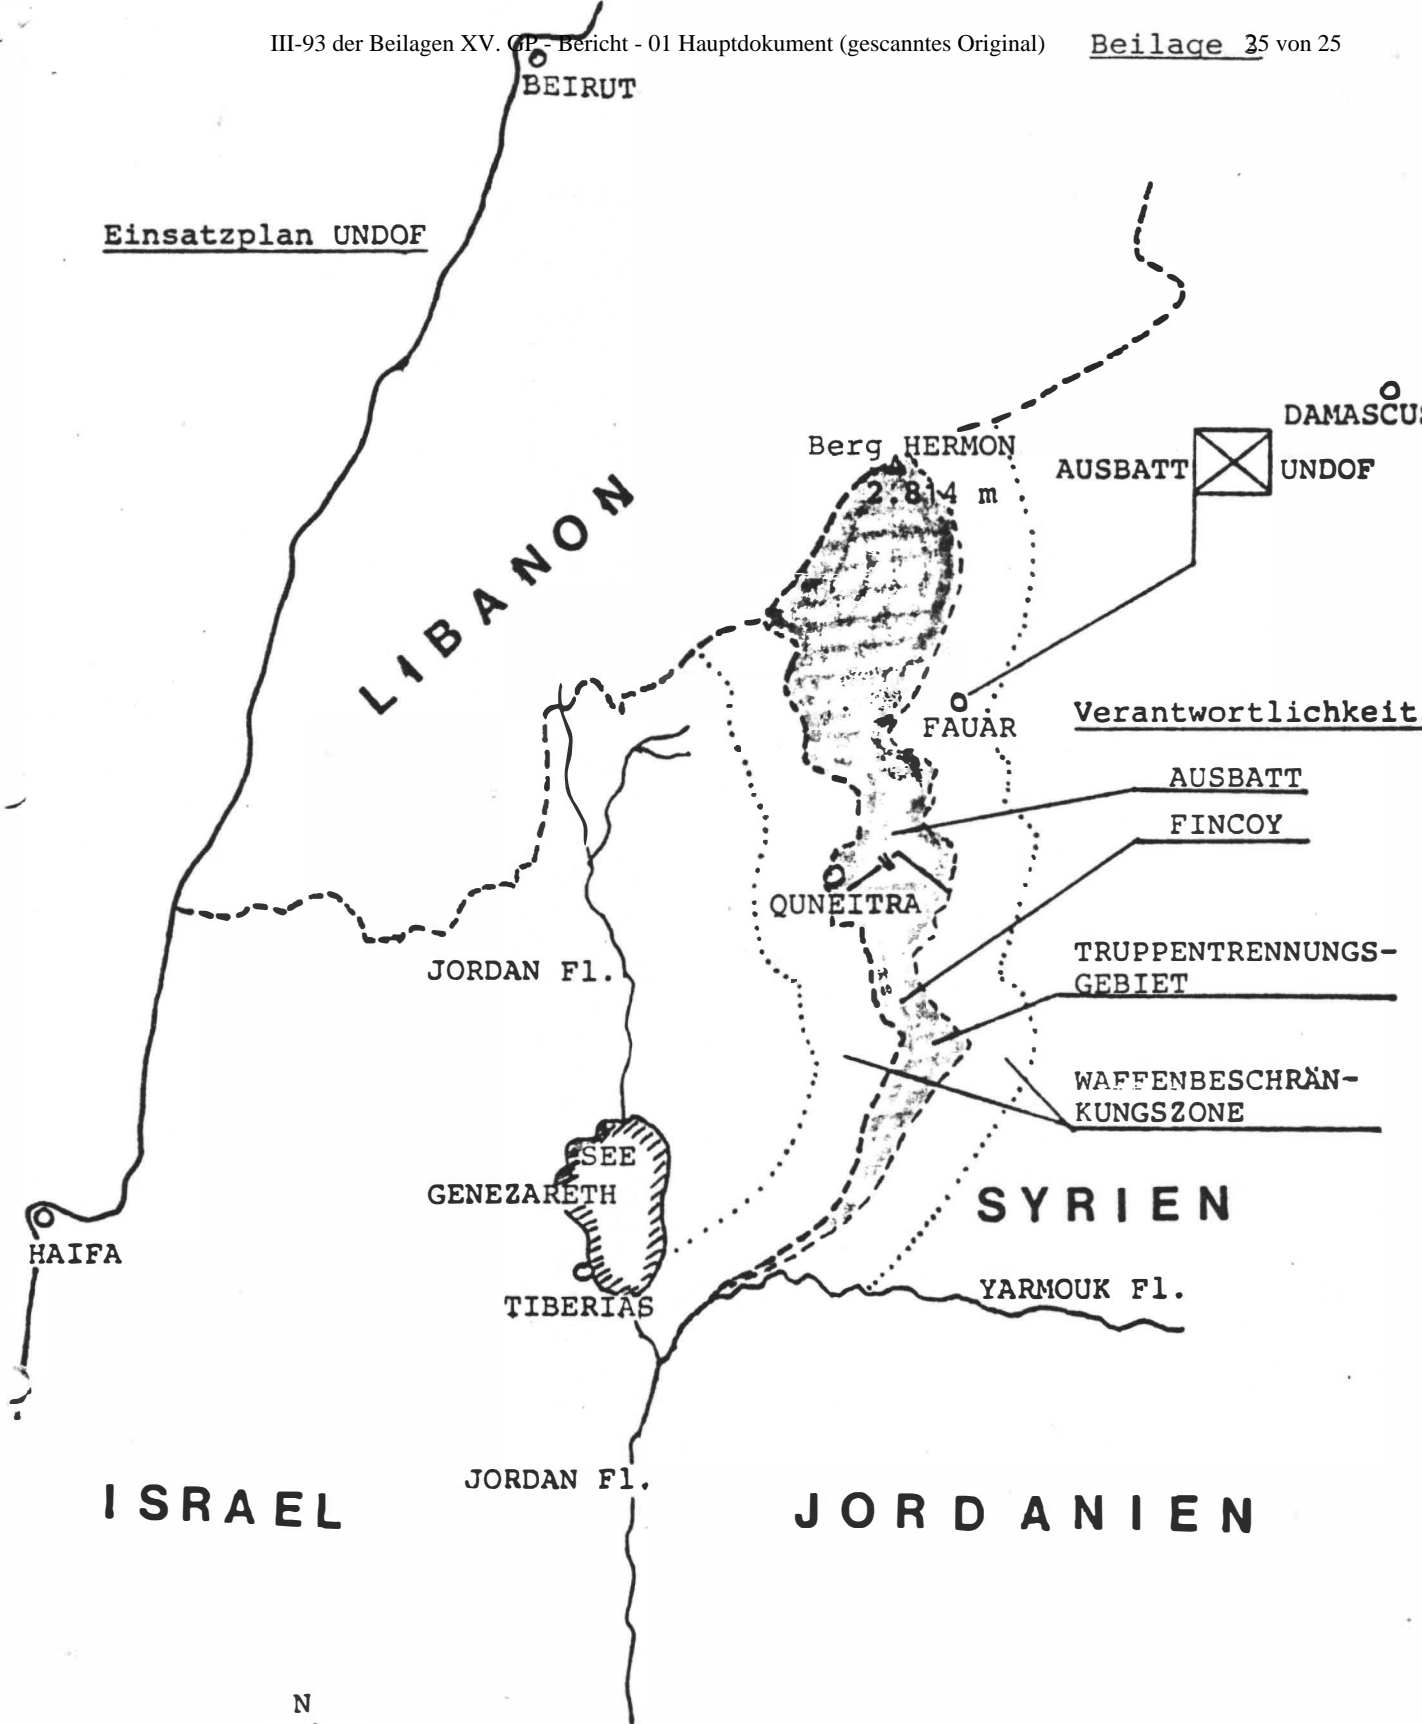 III-93 der Beilagen XV. GP - Bericht - 01 Hauptdokument (gescanntes Original)
Beilage 25 von 25
BEIRUT
Einsatzplan UNDOF
DAMASCUS
Berg HERMON
2.814 m
AUSBATT
UNDOF
LIBANON
FAUAR
Verantwortlichkeit
AUSBATT
FINCOY
QUNEITRA
TRUPPENTRENNUNGS-
GEBIET
JORDAN Fl.
WAFFENBESCHRÄN-
KUNGSZONE
SEE
GENEZARETH
SYRIEN
HAIFA
YARMOUK Fl.
TIBERIAS
JORDAN Fl.
ISRAEL
JORDANIEN
N